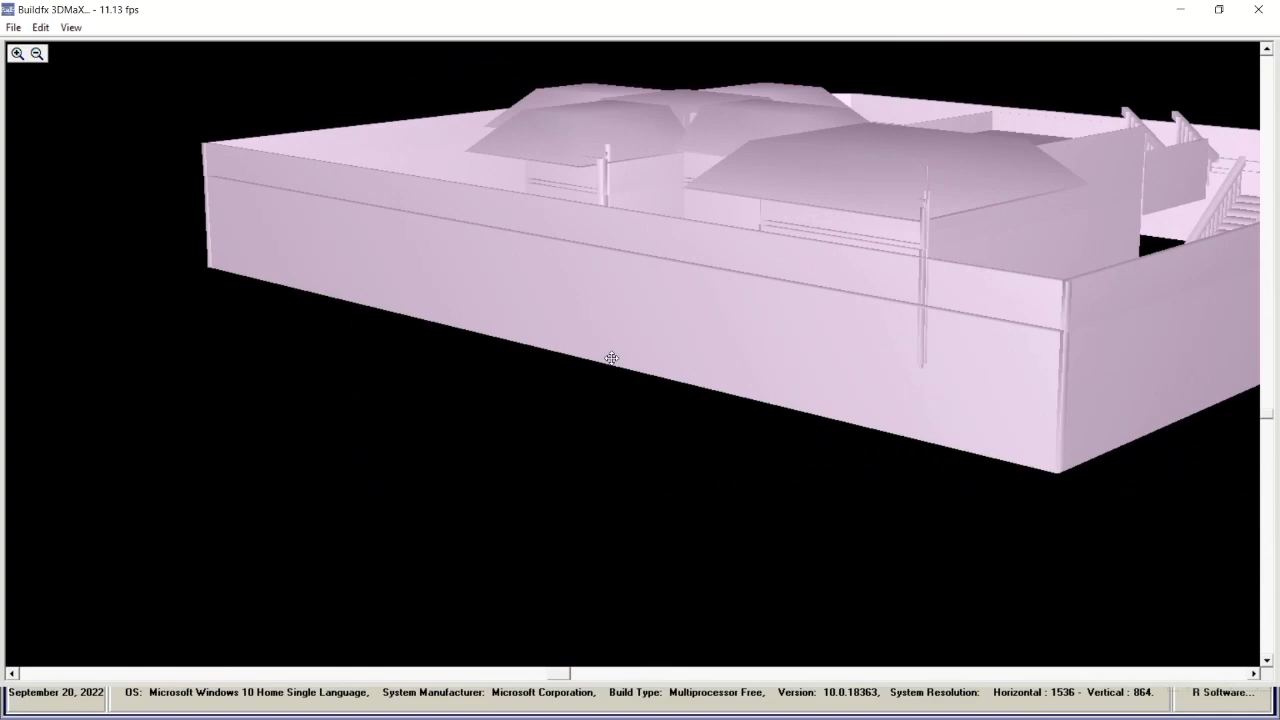 Buildfx 3DMaX... - 11.13 fps
File Edit View
September 20, 2022 OS: Microsoft Windows 10 Home Single Language, System Manufacturer: Microsoft Corporation, Build Type: Multiprocessor Free, Version: 10.0.18363, System Resolution: Horizontal : 1536 - Vertical : 864. R Software...